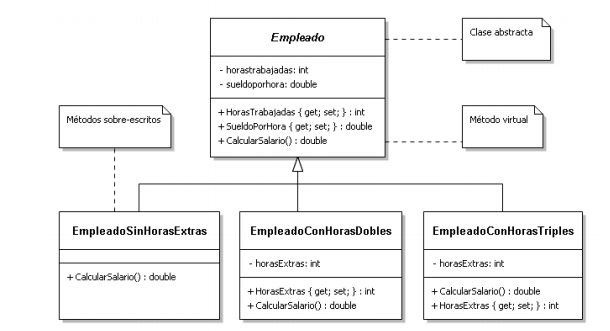 Empleado
Clase abstracta
- horastrabajadas: int
- sueldoporhora: double
+ HorasTrabajadas { get; set; } : int
+ SueldoPorHora { get; set; } : double
+ CalcularSalario() : double
Métodos sobre-escritos
Método virtual
EmpleadoSinHorasExtras
+ CalcularSalario() : double
EmpleadoConHorasDobles
- horasExtras: int
+ HorasExtras { get; set; } : int
+ CalcularSalario() : double
EmpleadoConHorasTriples
- horasExtras: int
+ CalcularSalario() : double
+ HorasExtras { get; set; } : int